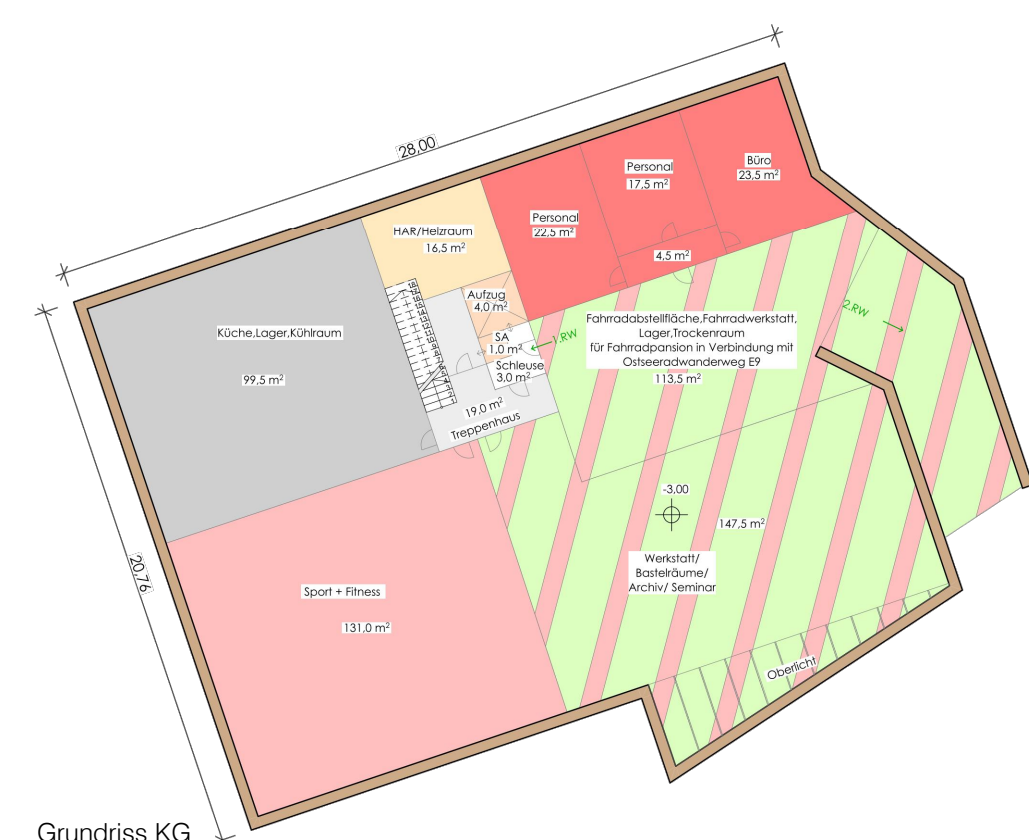 28,00
20,76
Büro
23,5 m²
Personal
17,5 m²
Personal
22,5 m²
4,5 m²
HAR/Heizraum
16,5 m²
Aufzug
4,0 m²
SA
1,0 m²
Schleuse
3,0 m²
1.RW
2.RW
Fahrradabstellfläche,Fahrradwerkstatt,
Lager,Trockenraum
für Fahrradpansion in Verbindung mit
Ostseeradwanderweg E9
113,5 m²
Küche,Lager,Kühlraum
99,5 m²
19,0 m²
Treppenhaus
-3,00
147,5 m²
Werkstatt/
Bastelräume/
Archiv/ Seminar
Sport + Fitness
131,0 m²
Oberlicht
Grundriss KG